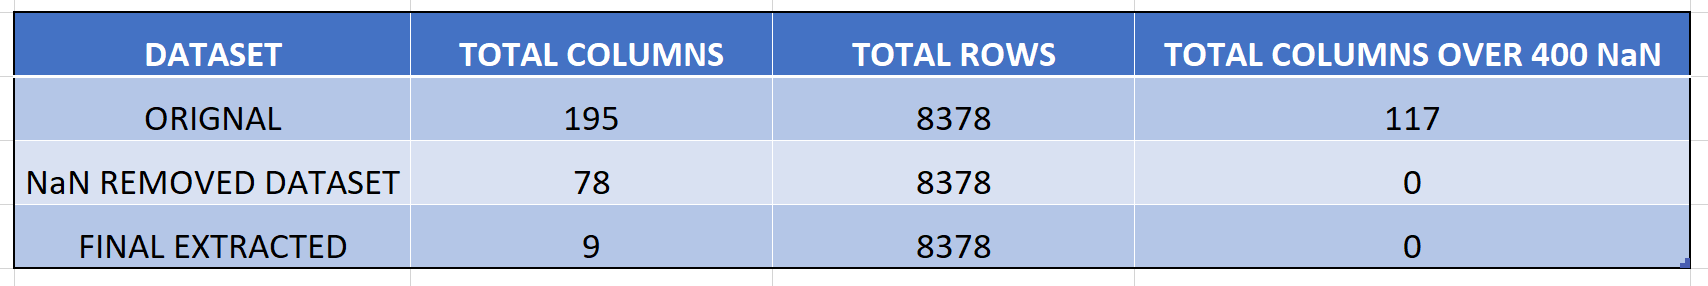 DATASET TOTAL COLUMNS TOTAL ROWS TOTAL COLUMNS OVER 400 NaN
ORIGNAL 195 8378 117
NaN REMOVED DATASET 78 8378 0
FINAL EXTRACTED 9 8378 0